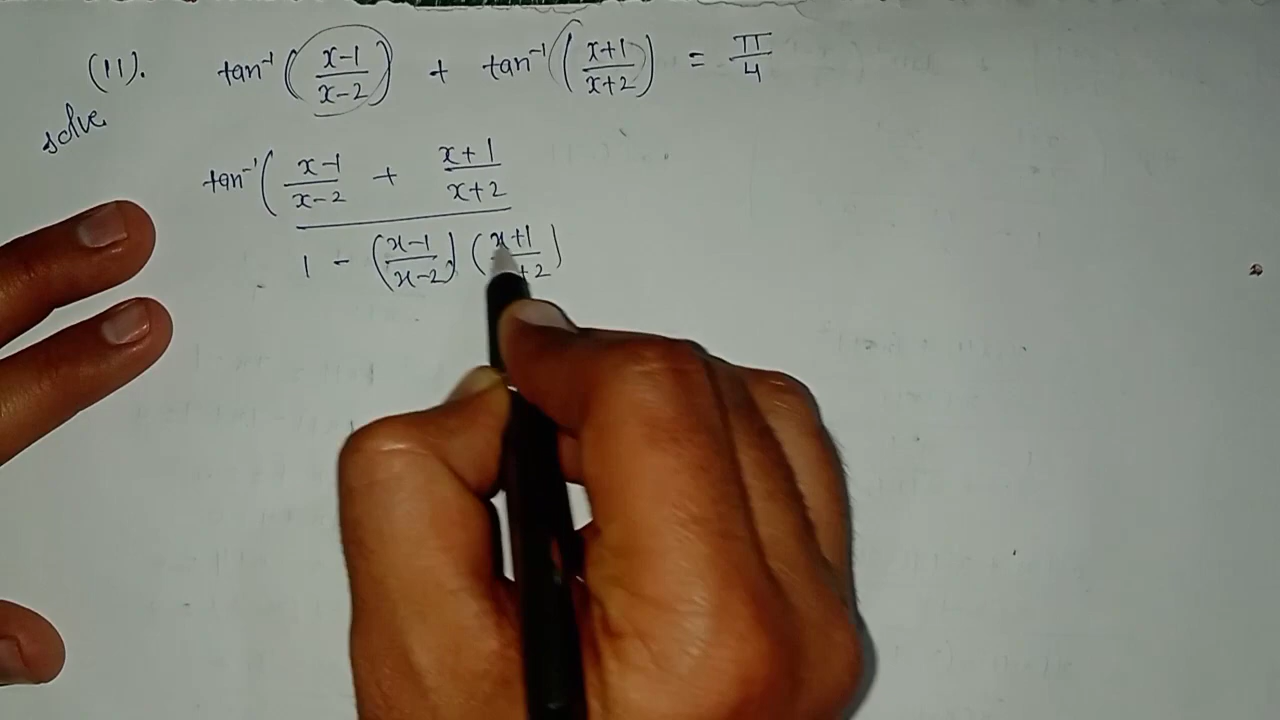 (11). tan⁻¹ ( x-1 / x-2 ) + tan⁻¹ ( x+1 / x+2 ) = π / 4
solve
tan⁻¹ ( x-1 / x-2 + x+1 / x+2
1 - ( x-1 / x-2 ) ( x+1 / +2 )